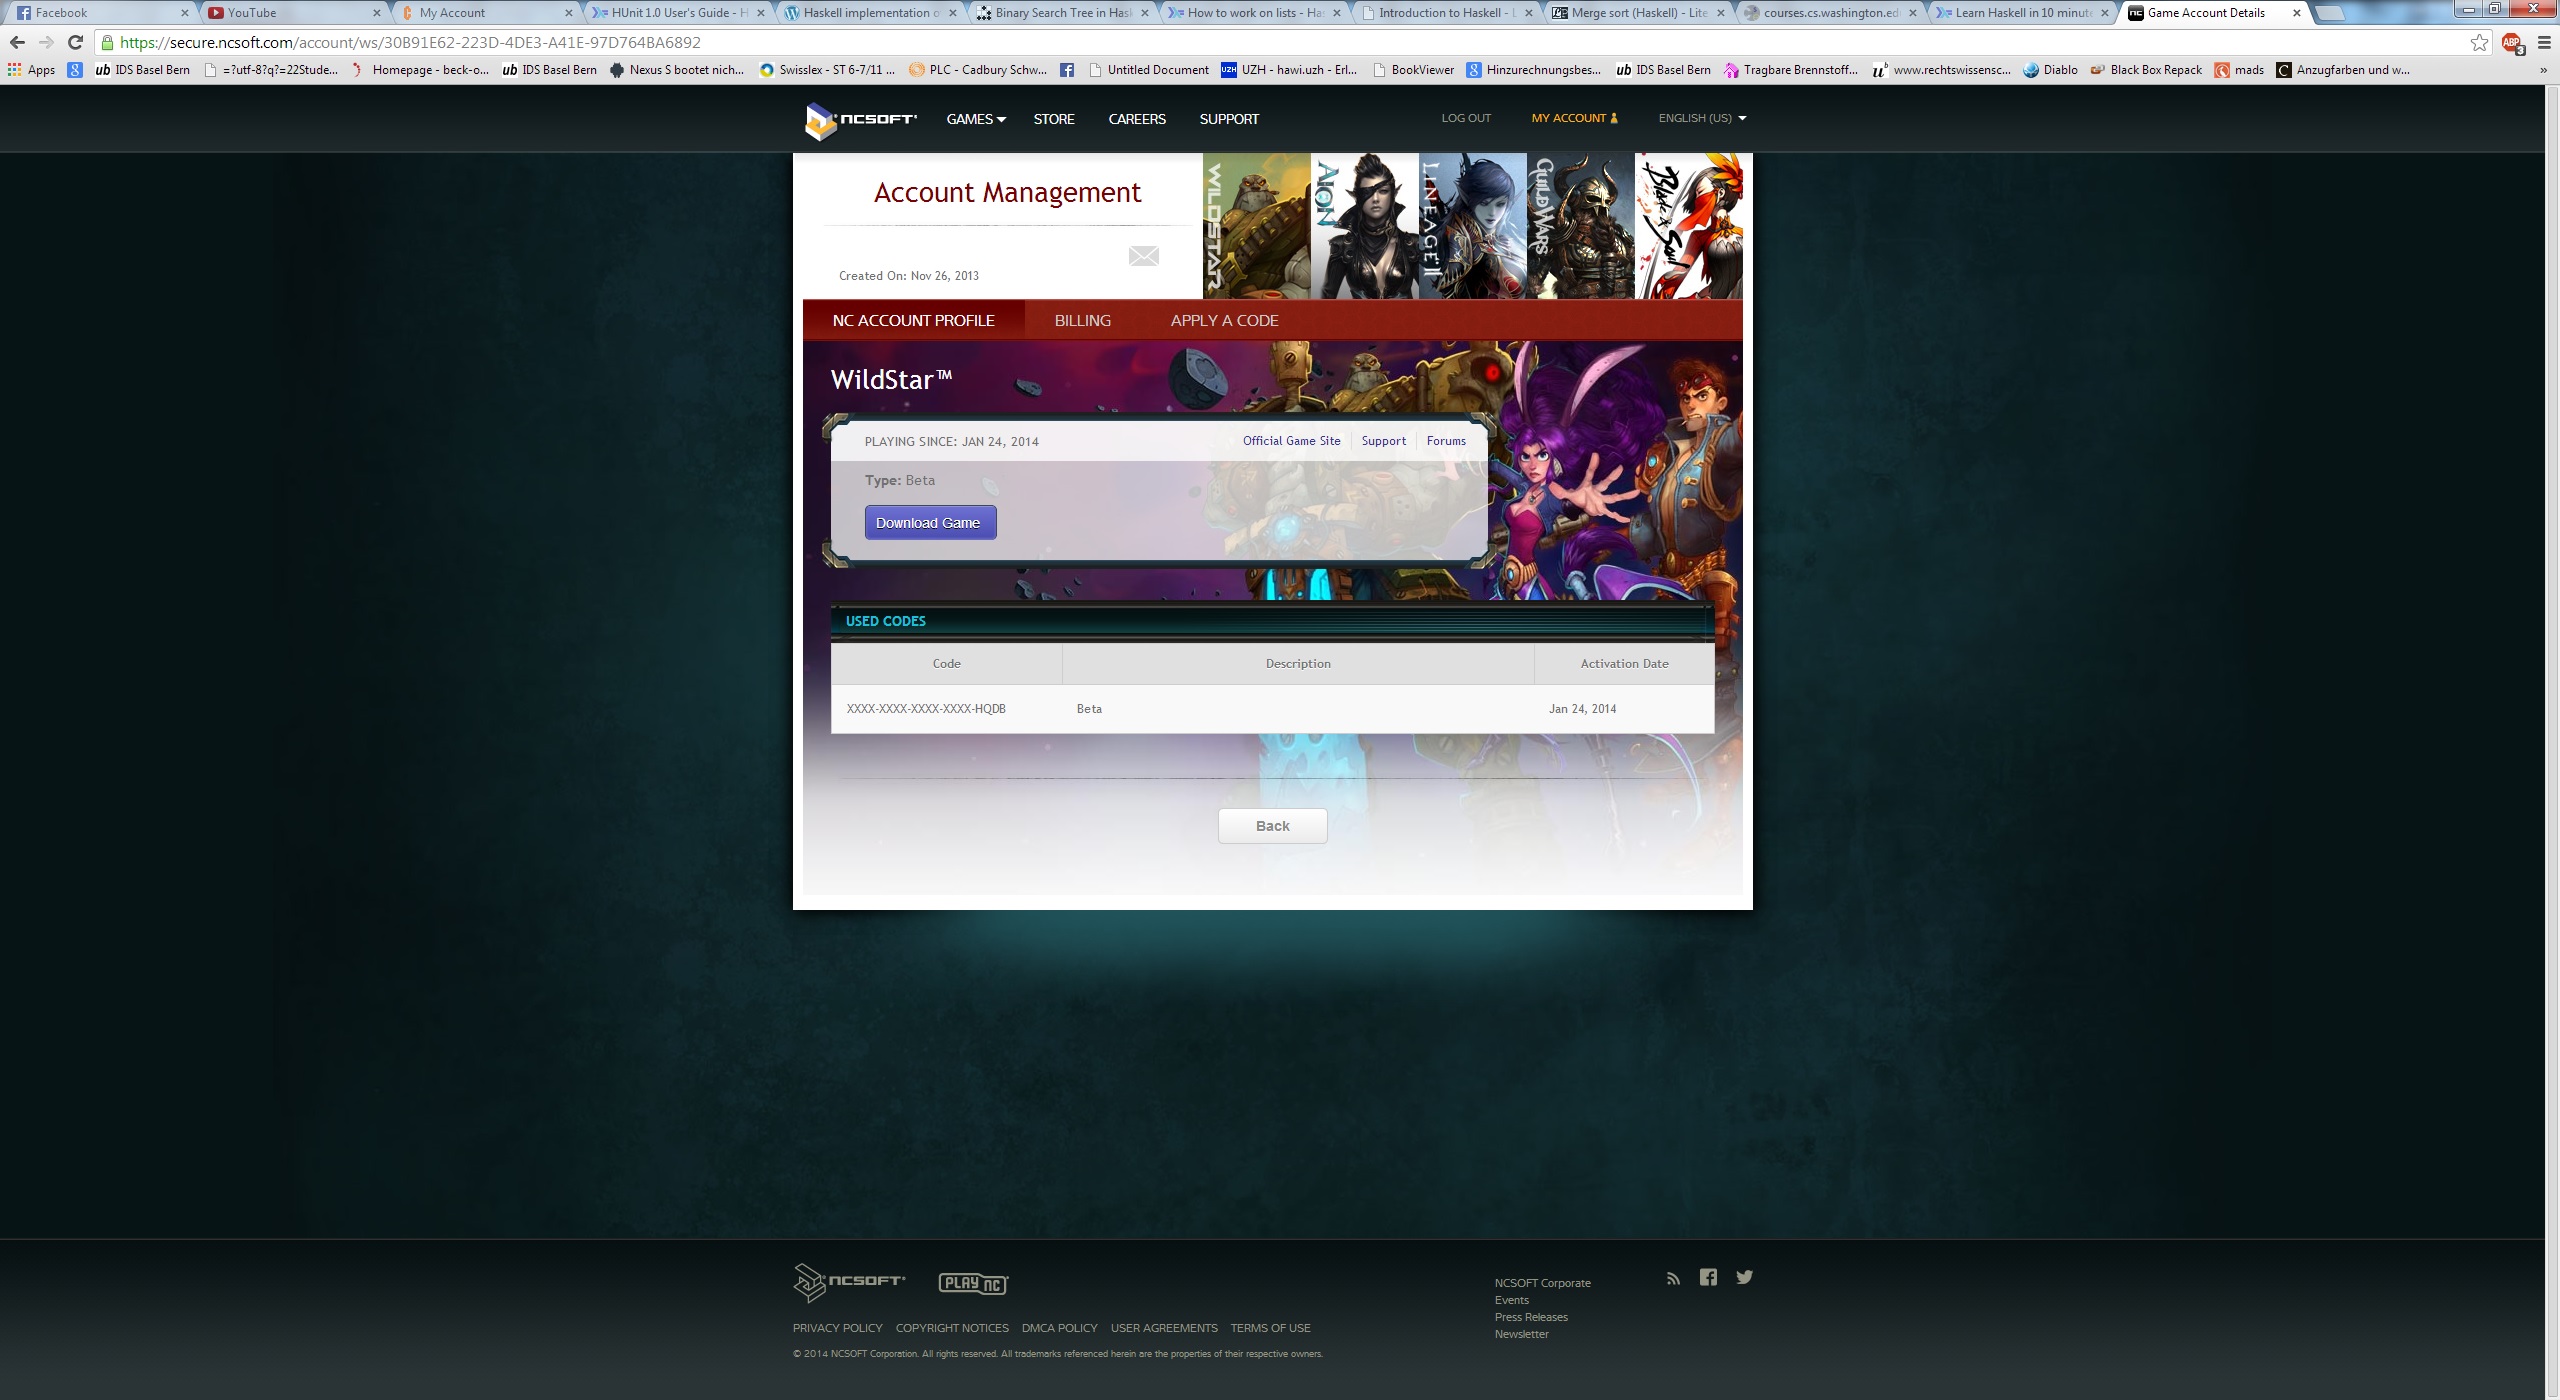 Facebook
YouTube
My Account
HUnit 1.0 User's Guide - H
Haskell implementation o
Binary Search Tree in Hask
How to work on lists - Has
Introduction to Haskell - L
Merge sort (Haskell) - Lite
courses.cs.washington.ed
Learn Haskell in 10 minute
Game Account Details
https://secure.ncsoft.com/account/ws/30B91E62-223D-4DE3-A41E-97D764BA6892
ABP 3
Apps
IDS Basel Bern
=?utf-8?q?=22Stude...
Homepage - beck-o...
IDS Basel Bern
Nexus S bootet nich...
Swisslex - ST 6-7/11 ...
PLC - Cadbury Schw...
Untitled Document
UZH - hawi.uzh - Erl...
BookViewer
Hinzurechnungsbes...
IDS Basel Bern
Tragbare Brennstoff...
www.rechtswissensc...
Diablo
Black Box Repack
mads
Anzugfarben und w...
»
NCSOFT
GAMES
STORE
CAREERS
SUPPORT
LOG OUT
MY ACCOUNT
ENGLISH (US)
Account Management
Created On: Nov 26, 2013
WILDSTAR
AION
LINEAGE II
GUILDWARS
Blade & Soul
NC ACCOUNT PROFILE
BILLING
APPLY A CODE
WildStar™
PLAYING SINCE: JAN 24, 2014
Official Game Site
Support
Forums
Type: Beta
Download Game
USED CODES
Code
Description
Activation Date
XXXX-XXXX-XXXX-XXXX-HQDB
Beta
Jan 24, 2014
Back
NCSOFT
PLAY NC
NCSOFT Corporate
Events
Press Releases
Newsletter
PRIVACY POLICY
COPYRIGHT NOTICES
DMCA POLICY
USER AGREEMENTS
TERMS OF USE
© 2014 NCSOFT Corporation. All rights reserved. All trademarks referenced herein are the properties of their respective owners.